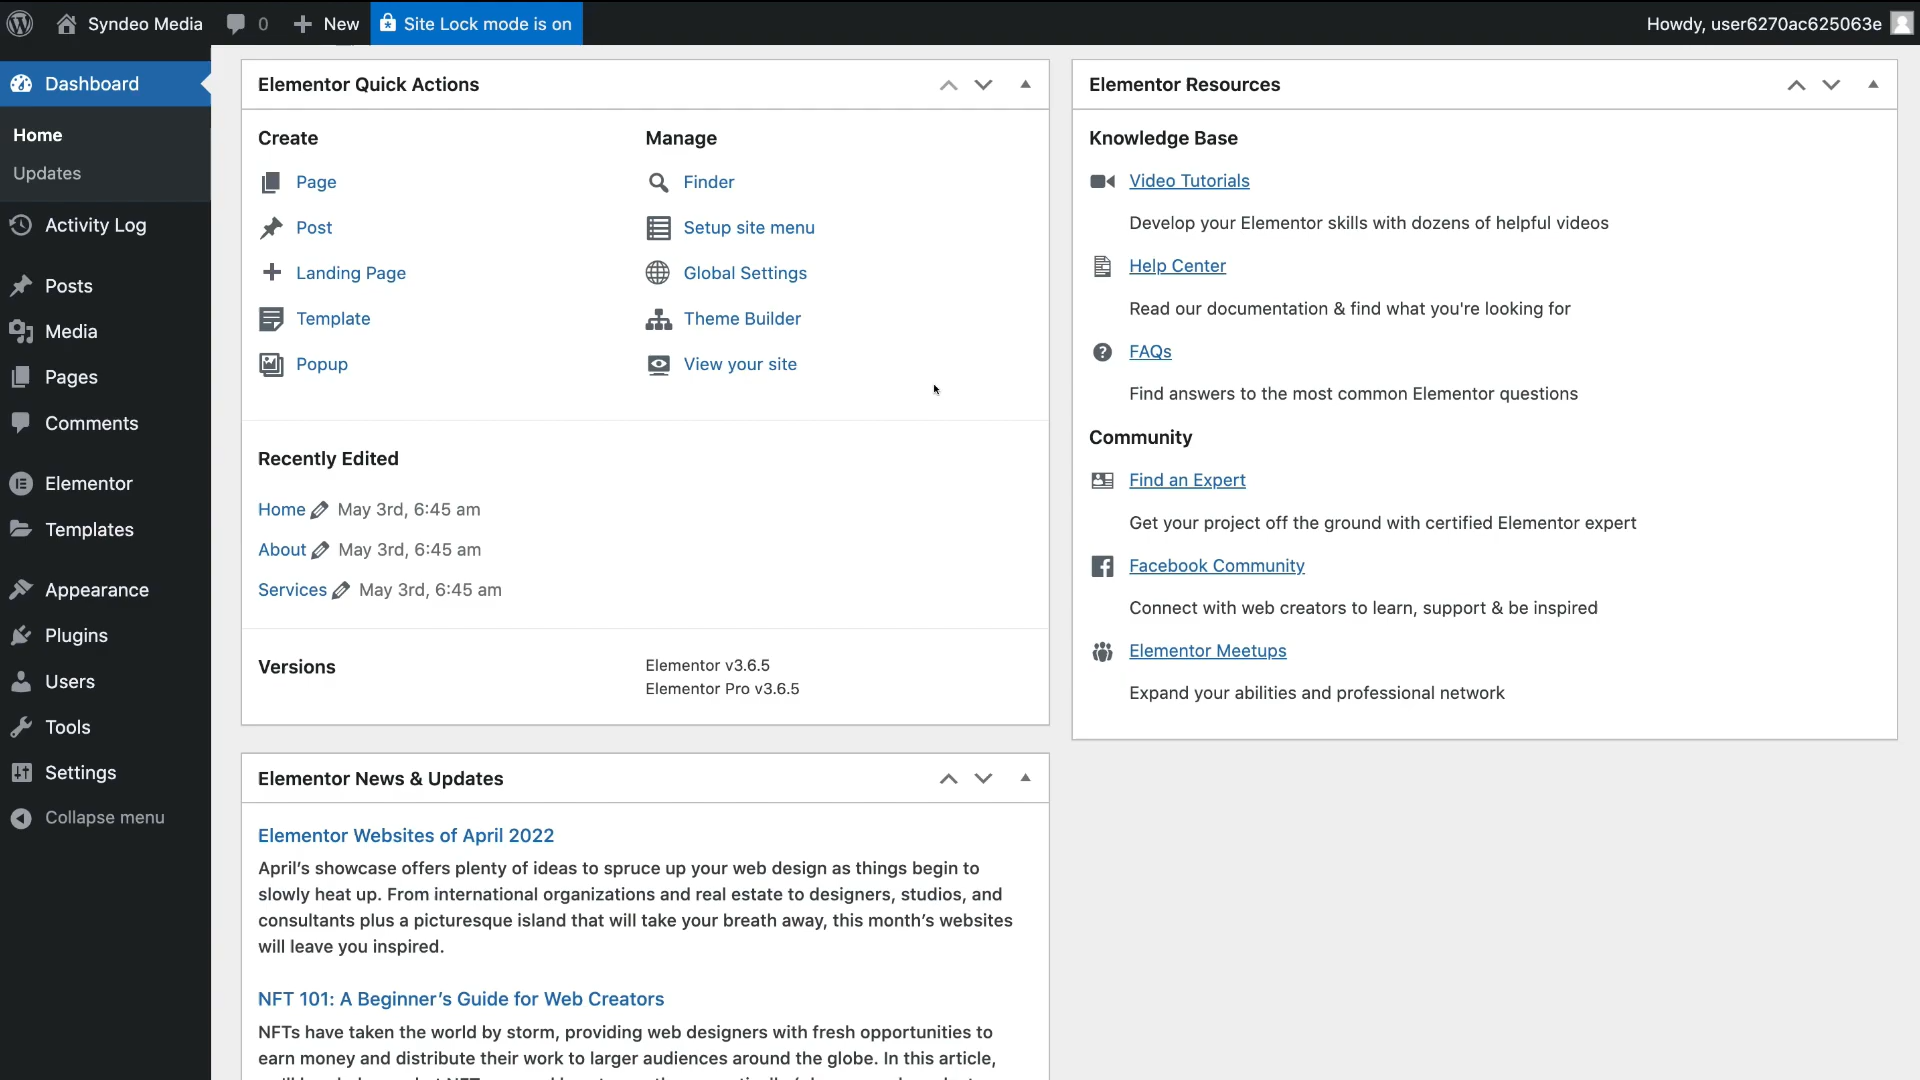 Syndeo Media
0
New
Site Lock mode is on
Howdy, user6270ac625063e
Dashboard
Home
Updates
Activity Log
Posts
Media
Pages
Comments
Elementor
Templates
Appearance
Plugins
Users
Tools
Settings
Collapse menu
Elementor Quick Actions
Create
Page
Post
Landing Page
Template
Popup
Manage
Finder
Setup site menu
Global Settings
Theme Builder
View your site
Recently Edited
Home May 3rd, 6:45 am
About May 3rd, 6:45 am
Services May 3rd, 6:45 am
Versions
Elementor v3.6.5
Elementor Pro v3.6.5
Elementor News & Updates
Elementor Websites of April 2022
April’s showcase offers plenty of ideas to spruce up your web design as things begin to
slowly heat up. From international organizations and real estate to designers, studios, and
consultants plus a picturesque island that will take your breath away, this month’s websites
will leave you inspired.
NFT 101: A Beginner’s Guide for Web Creators
NFTs have taken the world by storm, providing web designers with fresh opportunities to
earn money and distribute their work to larger audiences around the globe. In this article,
Elementor Resources
Knowledge Base
Video Tutorials
Develop your Elementor skills with dozens of helpful videos
Help Center
Read our documentation & find what you're looking for
FAQs
Find answers to the most common Elementor questions
Community
Find an Expert
Get your project off the ground with certified Elementor expert
Facebook Community
Connect with web creators to learn, support & be inspired
Elementor Meetups
Expand your abilities and professional network